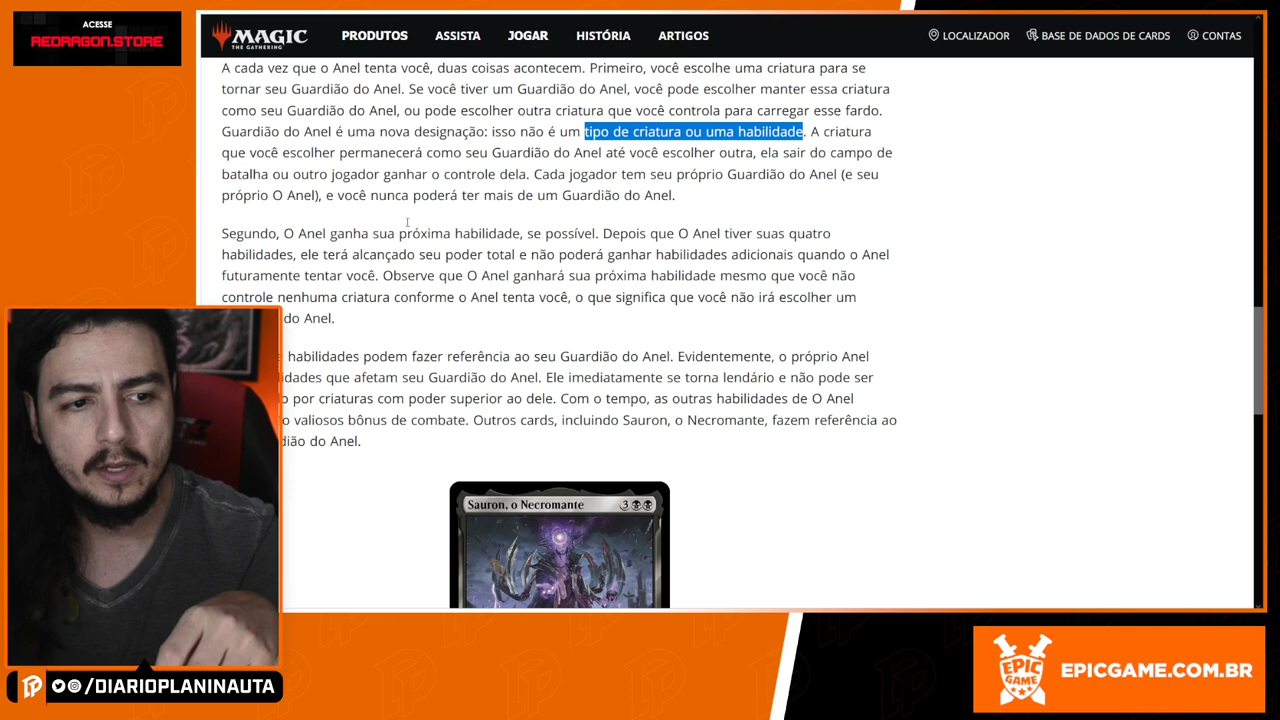 ACESSE
REDRAGON.STORE
MAGIC
THE GATHERING
PRODUTOS
ASSISTA
JOGAR
HISTÓRIA
ARTIGOS
LOCALIZADOR
BASE DE DADOS DE CARDS
CONTAS
A cada vez que o Anel tenta você, duas coisas acontecem. Primeiro, você escolhe uma criatura para se
tornar seu Guardião do Anel. Se você tiver um Guardião do Anel, você pode escolher manter essa criatura
como seu Guardião do Anel, ou pode escolher outra criatura que você controla para carregar esse fardo.
Guardião do Anel é uma nova designação: isso não é um tipo de criatura ou uma habilidade. A criatura
que você escolher permanecerá como seu Guardião do Anel até você escolher outra, ela sair do campo de
batalha ou outro jogador ganhar o controle dela. Cada jogador tem seu próprio Guardião do Anel (e seu
próprio O Anel), e você nunca poderá ter mais de um Guardião do Anel.
Segundo, O Anel ganha sua próxima habilidade, se possível. Depois que O Anel tiver suas quatro
habilidades, ele terá alcançado seu poder total e não poderá ganhar habilidades adicionais quando o Anel
futuramente tentar você. Observe que O Anel ganhará sua próxima habilidade mesmo que você não
controle nenhuma criatura conforme o Anel tenta você, o que significa que você não irá escolher um
do Anel.
habilidades podem fazer referência ao seu Guardião do Anel. Evidentemente, o próprio Anel
idades que afetam seu Guardião do Anel. Ele imediatamente se torna lendário e não pode ser
o por criaturas com poder superior ao dele. Com o tempo, as outras habilidades de O Anel
o valiosos bônus de combate. Outros cards, incluindo Sauron, o Necromante, fazem referência ao
dião do Anel.
Sauron, o Necromante 3
/DIARIOPLANINAUTA
EPIC
GAME
EPICGAME.COM.BR